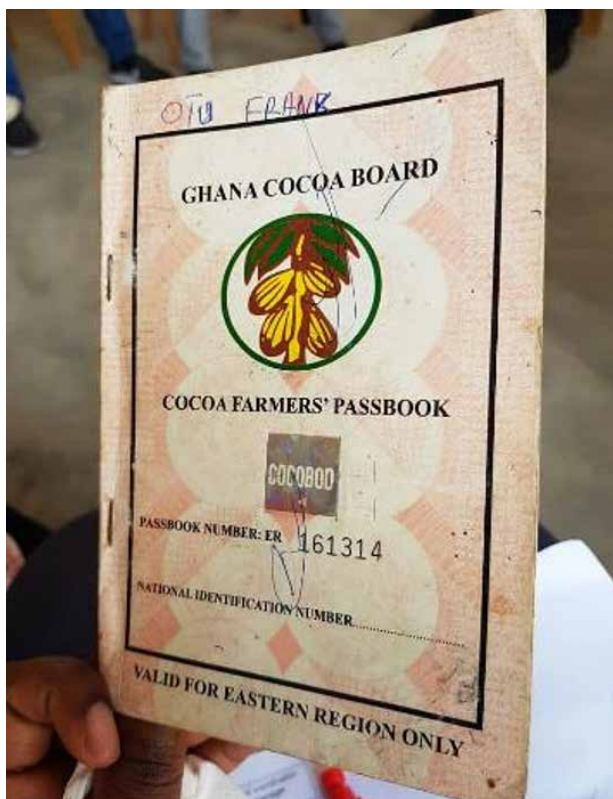 OTU FRANK
GHANA COCOA BOARD
COCOA FARMERS' PASSBOOK
COCOBOD
PASSBOOK NUMBER: ER 161314
NATIONAL IDENTIFICATION NUMBER....................
VALID FOR EASTERN REGION ONLY